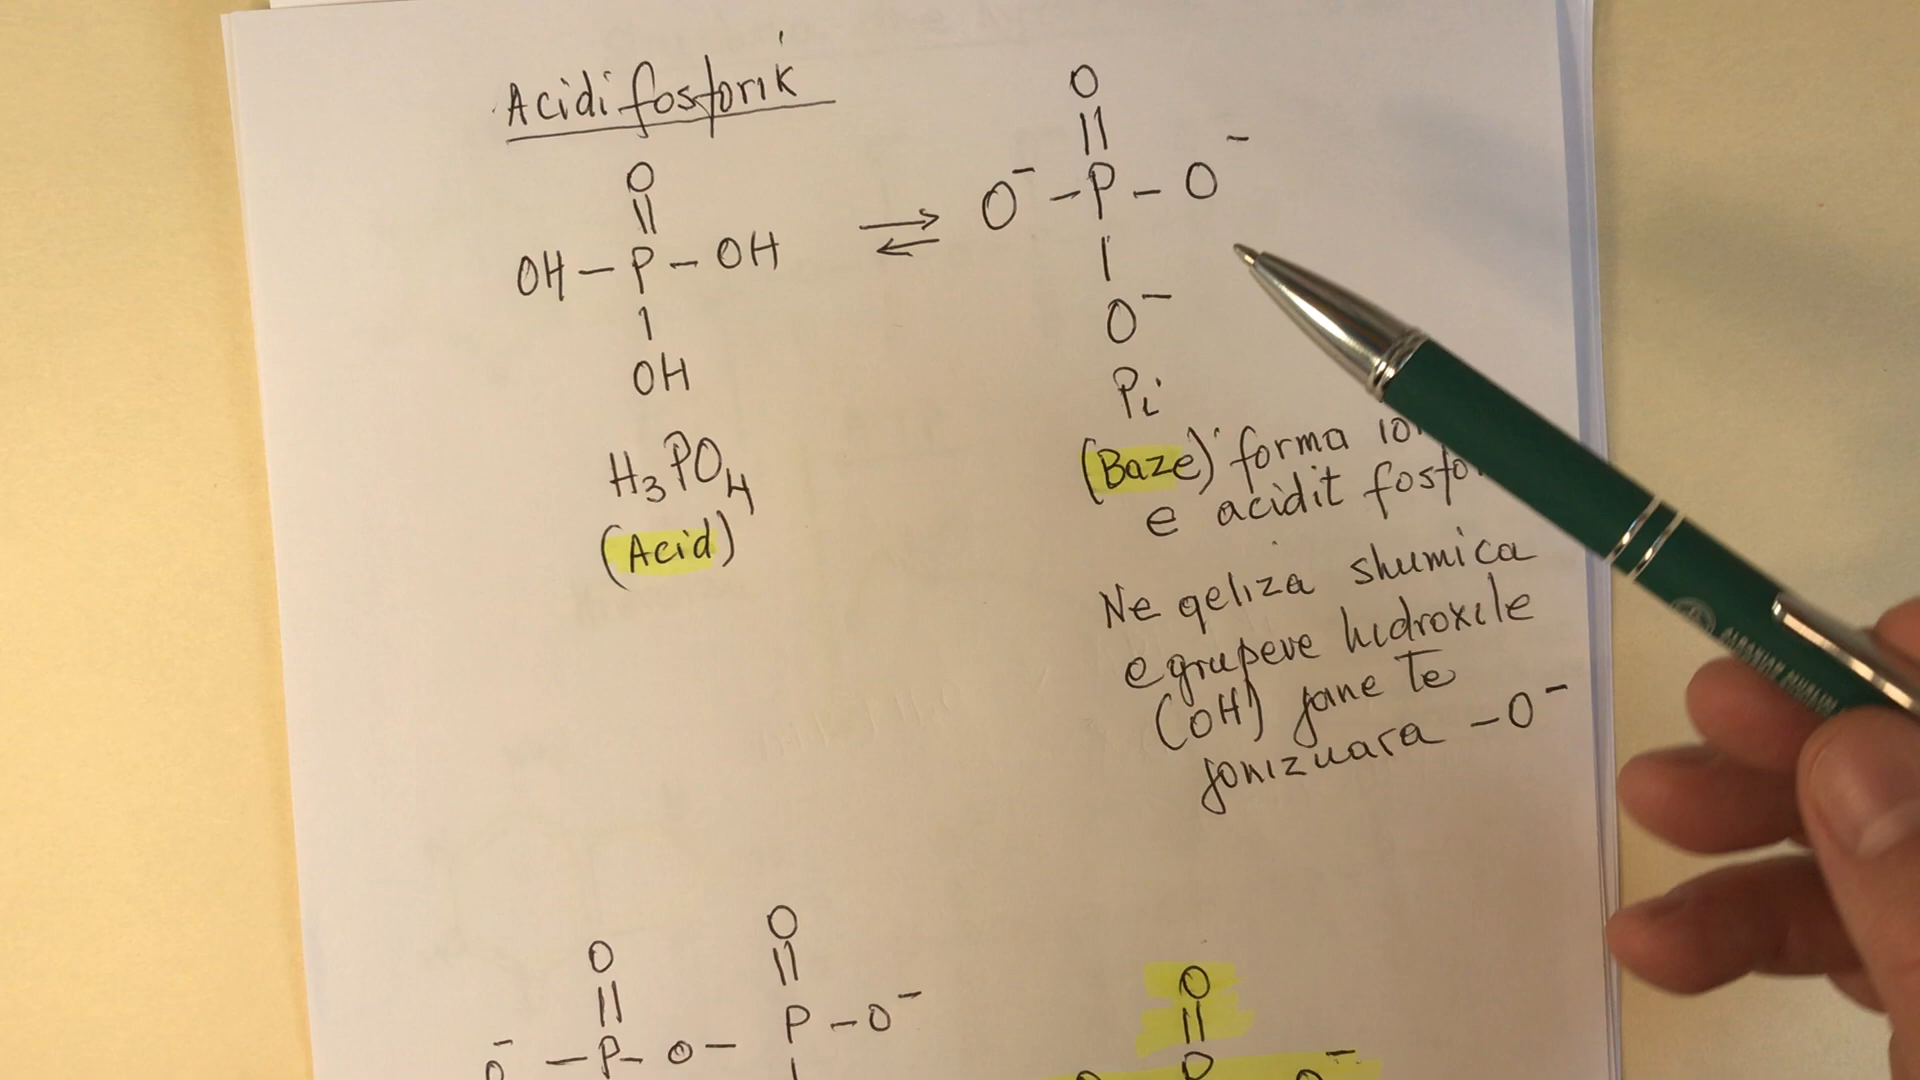 Acidi fosforik
O
||
OH — P — OH
|
OH
H3PO4
(Acid)
⇌
O
||
O⁻ — P — O⁻
|
O⁻
Pi
(Baze) forma
e acidit
Ne qeliza shumica
e grupeve hidroxile
(OH) jane te
jonizuara –O⁻
O
||
O⁻ — P — O —
O
||
P — O⁻
|
O
||
P
ALBANIAN